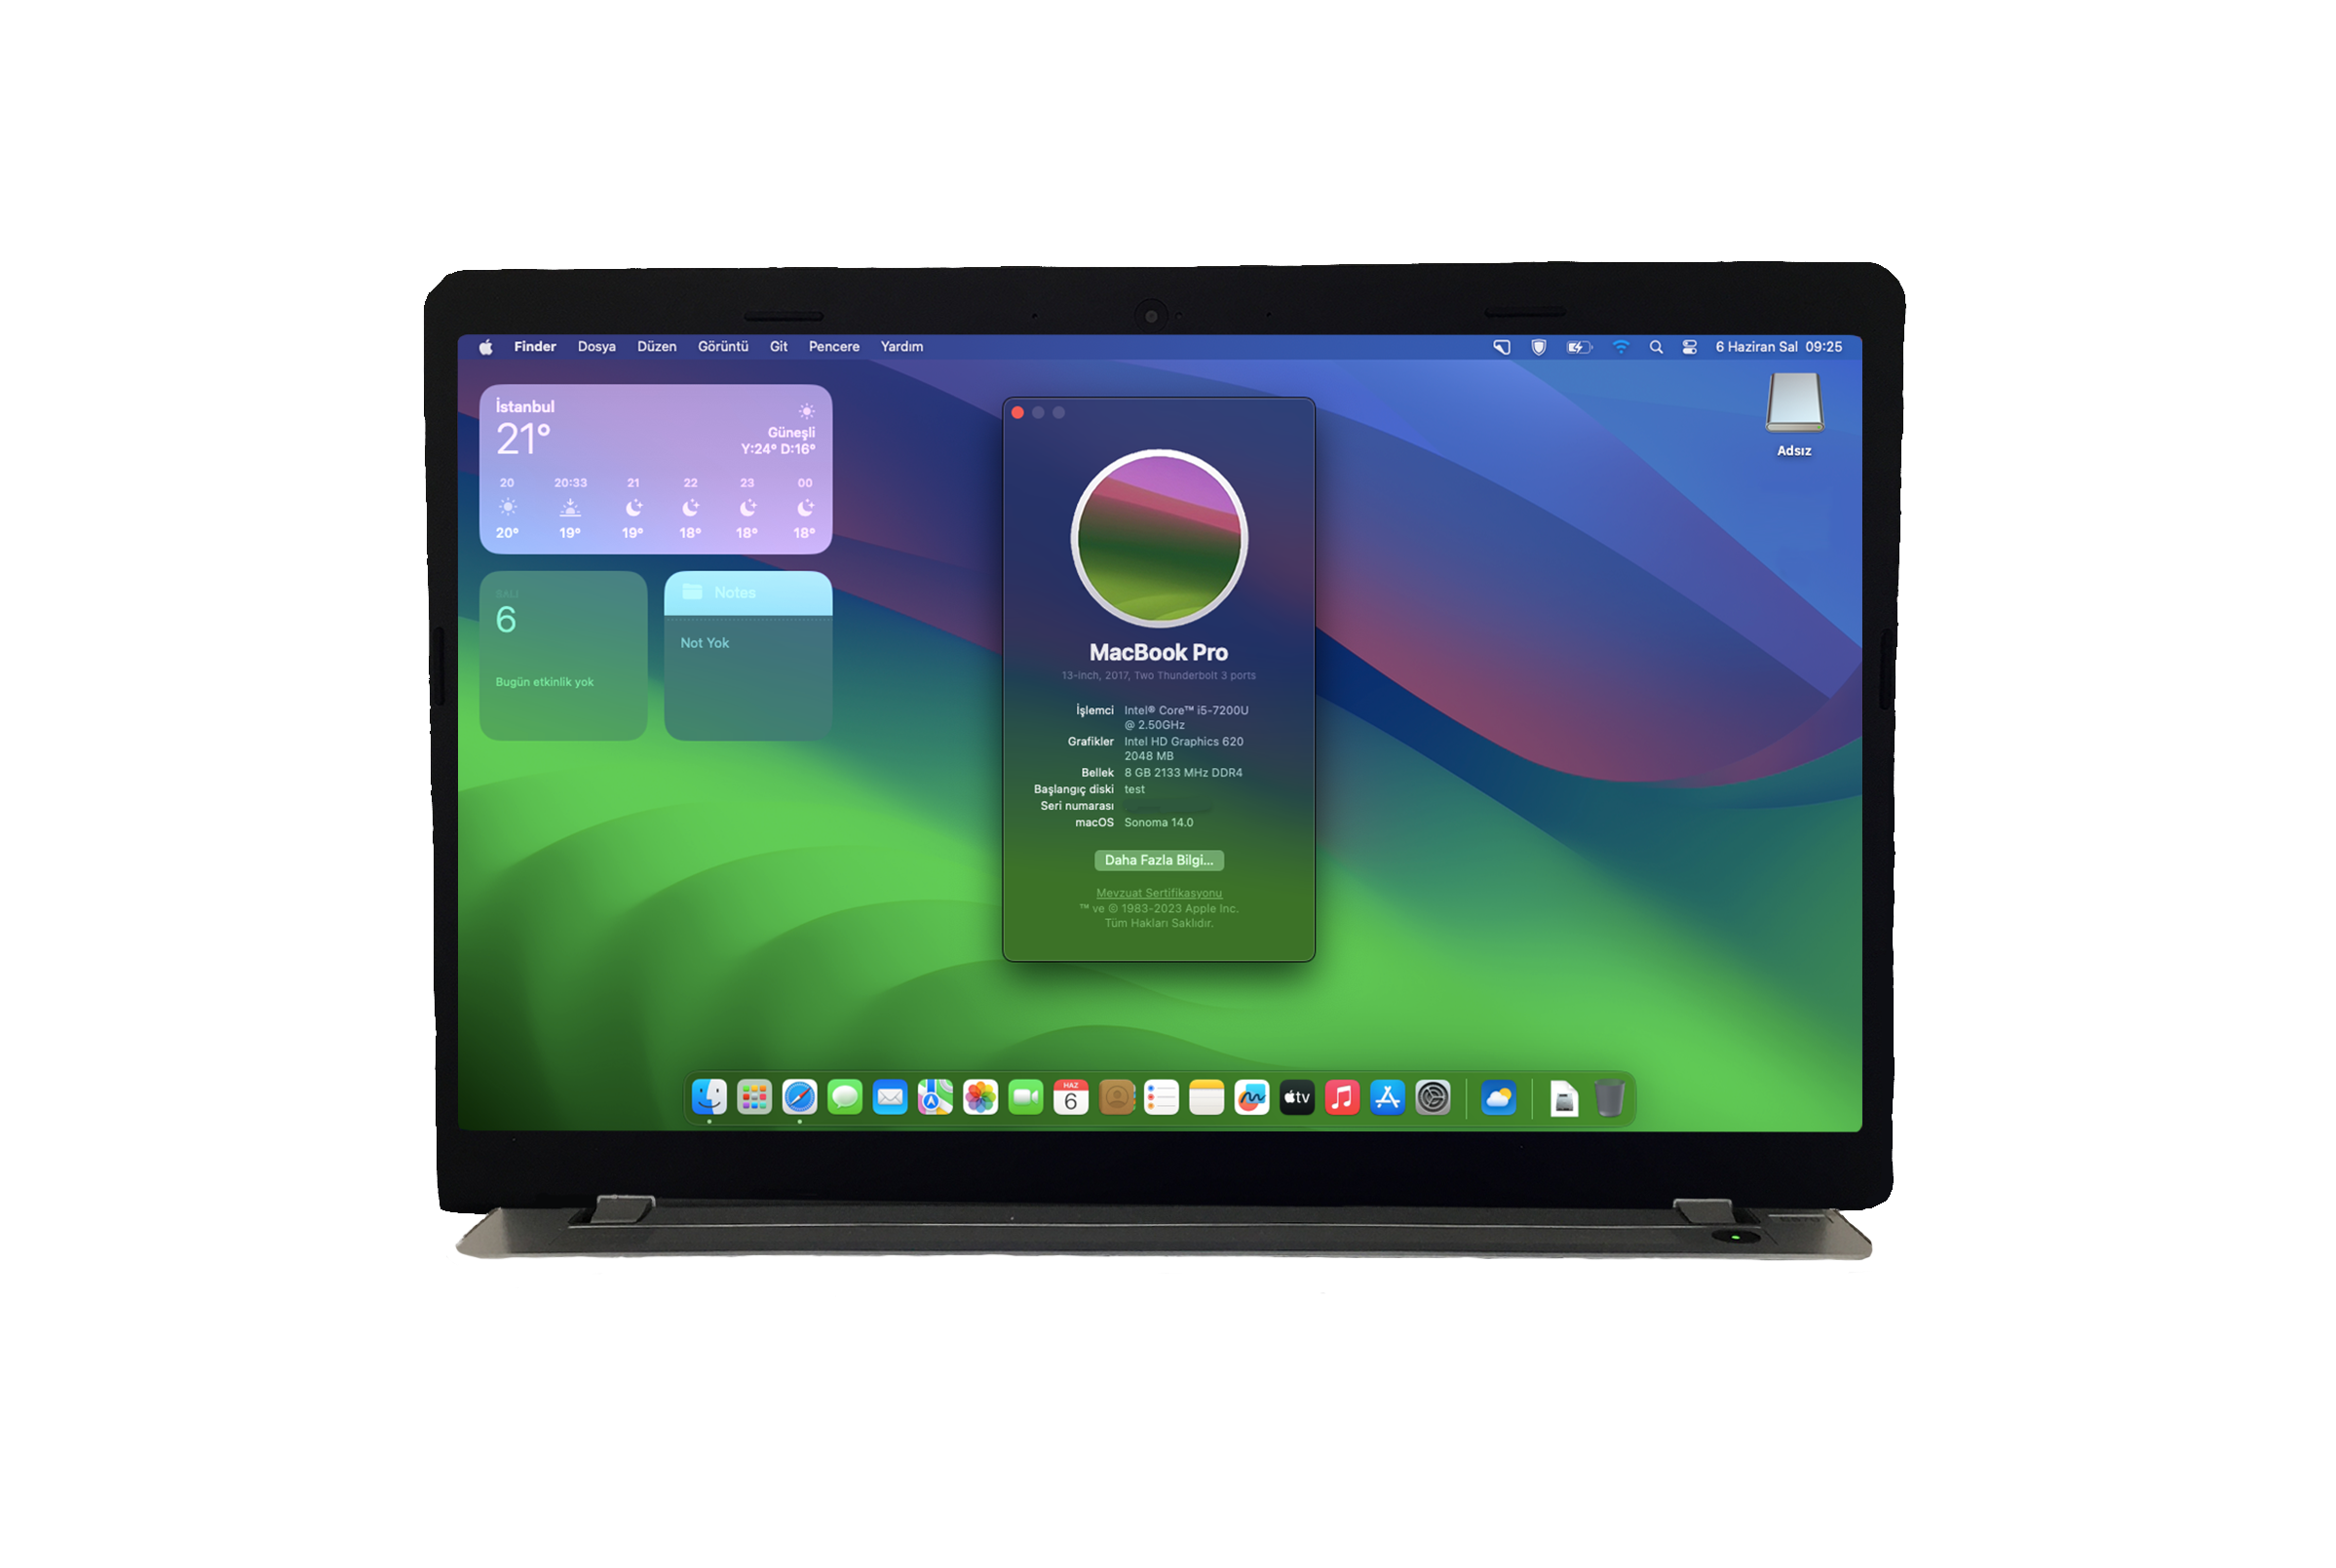 Finder Dosya Düzen Görüntü Git Pencere Yardım
6 Haziran Sal 09:25
İstanbul
21°
Güneşli
Y:24° D:16°
20 20:33 21 22 23 00
20° 19° 19° 18° 18° 18°
SALI
6
Bugün etkinlik yok
Notes
Not Yok
Adsız
MacBook Pro
13-inch, 2017, Two Thunderbolt 3 ports
İşlemci Intel® Core™ i5-7200U
@ 2.50GHz
Grafikler Intel HD Graphics 620
2048 MB
Bellek 8 GB 2133 MHz DDR4
Başlangıç diski test
Seri numarası
macOS Sonoma 14.0
Daha Fazla Bilgi...
Mevzuat Sertifikasyonu
™ ve © 1983-2023 Apple Inc.
Tüm Hakları Saklıdır.
HAZ
6
tv